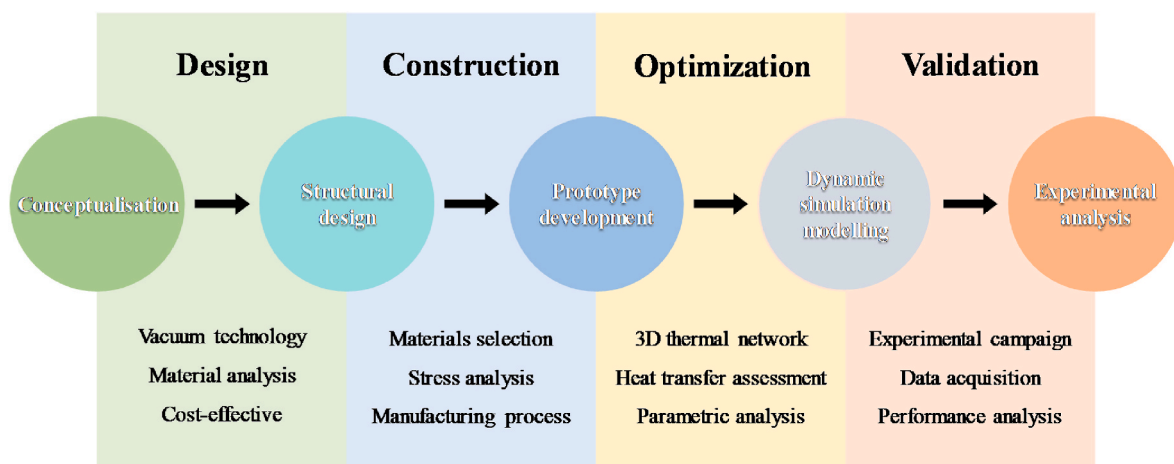 Design
Construction
Optimization
Validation
Conceptualisation
Structural
design
Prototype
development
Dynamic
simulation
modelling
Experimental
analysis
Vacuum technology
Material analysis
Cost-effective
Materials selection
Stress analysis
Manufacturing process
3D thermal network
Heat transfer assessment
Parametric analysis
Experimental campaign
Data acquisition
Performance analysis